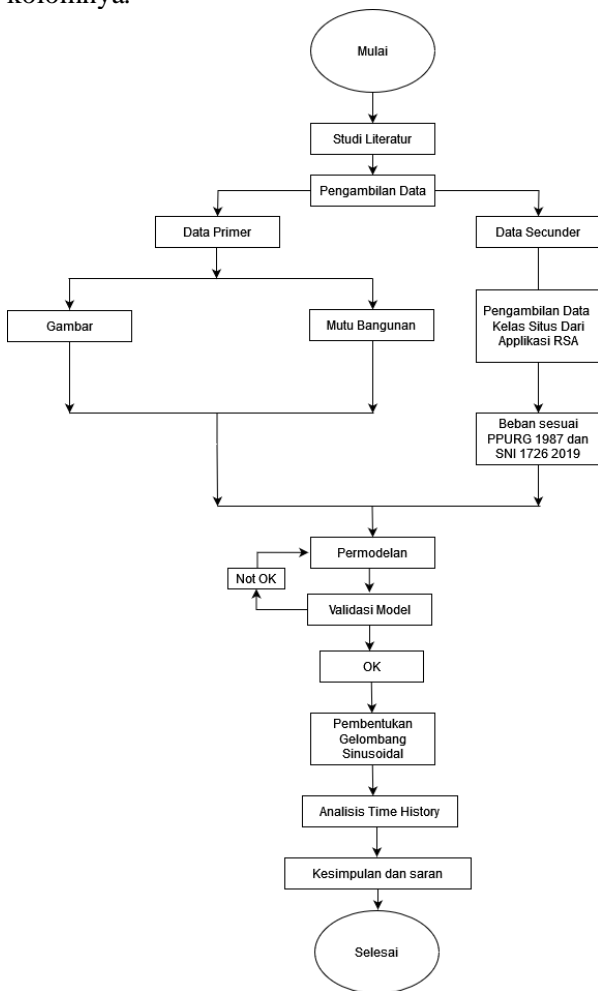 kolomnya.
Mulai
Studi Literatur
Pengambilan Data
Data Primer
Data Secunder
Gambar
Mutu Bangunan
Pengambilan Data
Kelas Situs Dari
Applikasi RSA
Beban sesuai
PPURG 1987 dan
SNI 1726 2019
Permodelan
Not OK
Validasi Model
OK
Pembentukan
Gelombang
Sinusoidal
Analisis Time History
Kesimpulan dan saran
Selesai